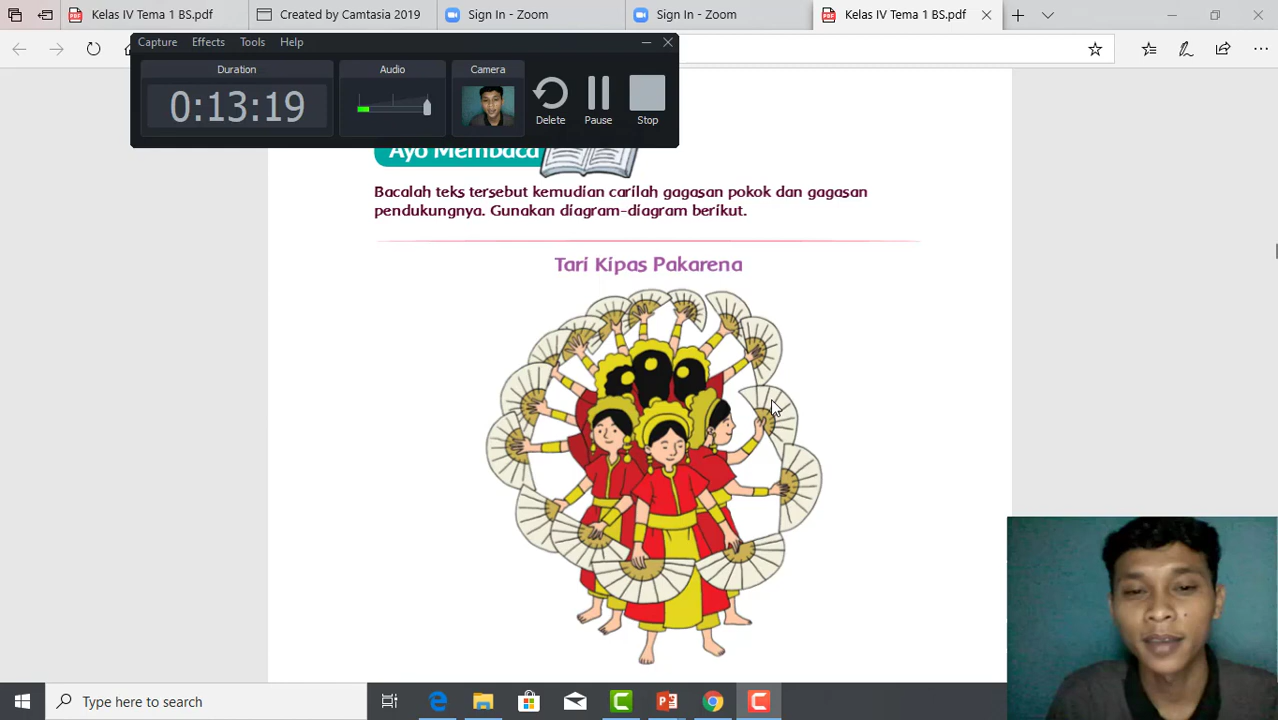 Kelas IV Tema 1 BS.pdf
Created by Camtasia 2019
Sign In - Zoom
Sign In - Zoom
Kelas IV Tema 1 BS.pdf
Capture Effects Tools Help
Duration Audio Camera
0:13:19
Delete Pause Stop
Ayo Membaca
Bacalah teks tersebut kemudian carilah gagasan pokok dan gagasan
pendukungnya. Gunakan diagram-diagram berikut.
Tari Kipas Pakarena
Type here to search